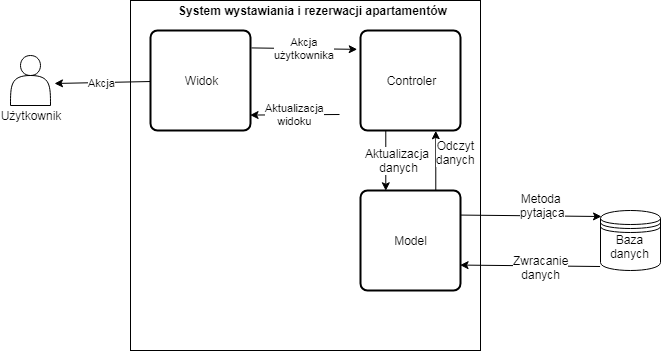 System wystawiania i rezerwacji apartamentów
Użytkownik
Akcja
Widok
Akcja
użytkownika
Aktualizacja
widoku
Controler
Aktualizacja
danych
Odczyt
danych
Model
Metoda
pytająca
Zwracanie
danych
Baza
danych